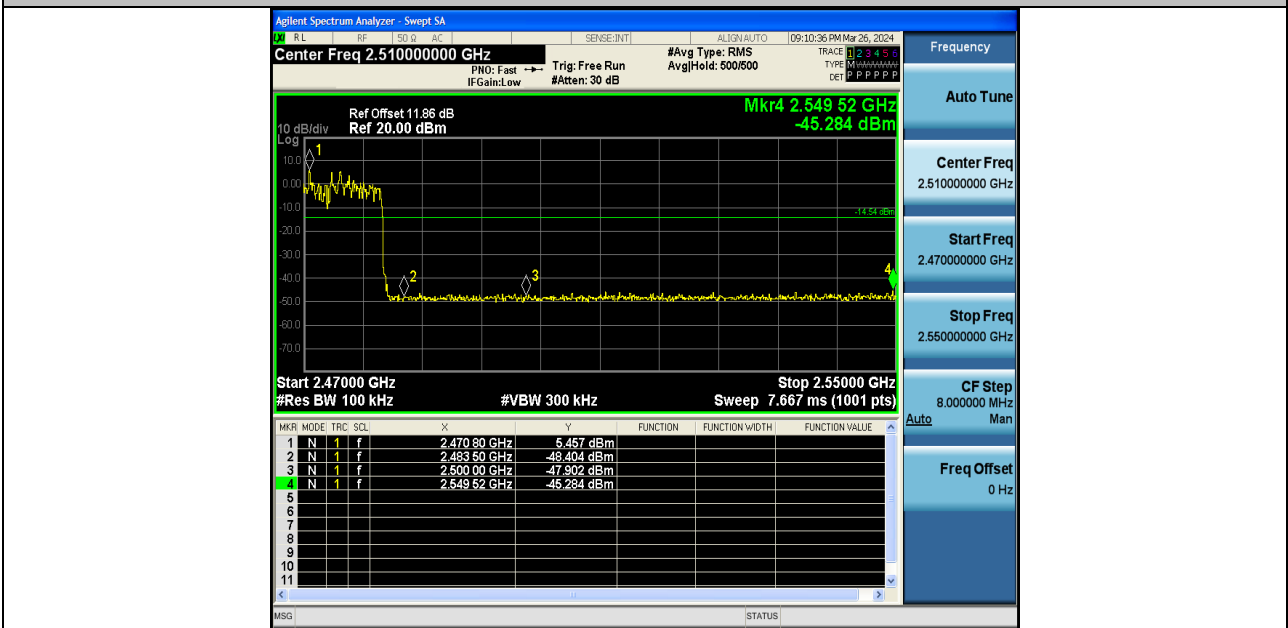 Agilent Spectrum Analyzer - Swept SA
RL RF 50 Ω AC SENSE:INT ALIGN AUTO 09:10:36 PM Mar 26, 2024
Center Freq 2.510000000 GHz
PNO: Fast
IFGain:Low
Trig: Free Run
#Atten: 30 dB
#Avg Type: RMS
Avg|Hold: 500/500
TRACE 1 2 3 4 5 6
TYPE M
DET P P P P P P
Ref Offset 11.86 dB
10 dB/div Ref 20.00 dBm
Log
Mkr4 2.549 52 GHz
-45.284 dBm
10.0
0.00
-10.0
-20.0
-30.0
-40.0
-50.0
-60.0
-70.0
1
2
3
4
-14.54 dBm
Start 2.47000 GHz Stop 2.55000 GHz
#Res BW 100 kHz #VBW 300 kHz Sweep 7.667 ms (1001 pts)
MKR MODE TRC SCL X Y FUNCTION FUNCTION WIDTH FUNCTION VALUE
1 N 1 f 2.470 80 GHz 5.457 dBm
2 N 1 f 2.483 50 GHz -48.404 dBm
3 N 1 f 2.500 00 GHz -47.902 dBm
4 N 1 f 2.549 52 GHz -45.284 dBm
5
6
7
8
9
10
11
MSG STATUS
Frequency
Auto Tune
Center Freq
2.510000000 GHz
Start Freq
2.470000000 GHz
Stop Freq
2.550000000 GHz
CF Step
8.000000 MHz
Auto Man
Freq Offset
0 Hz